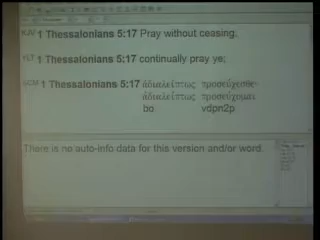 KJV 1 Thessalonians 5:17 Pray without ceasing.
YLT 1 Thessalonians 5:17 continually pray ye;
1 Thessalonians 5:17 ἀδιαλείπτως προσεύχεσθε·
ἀδιαλείπτως προσεύχομαι
bo vdpn2p
There is no auto-info data for this version and/or word.